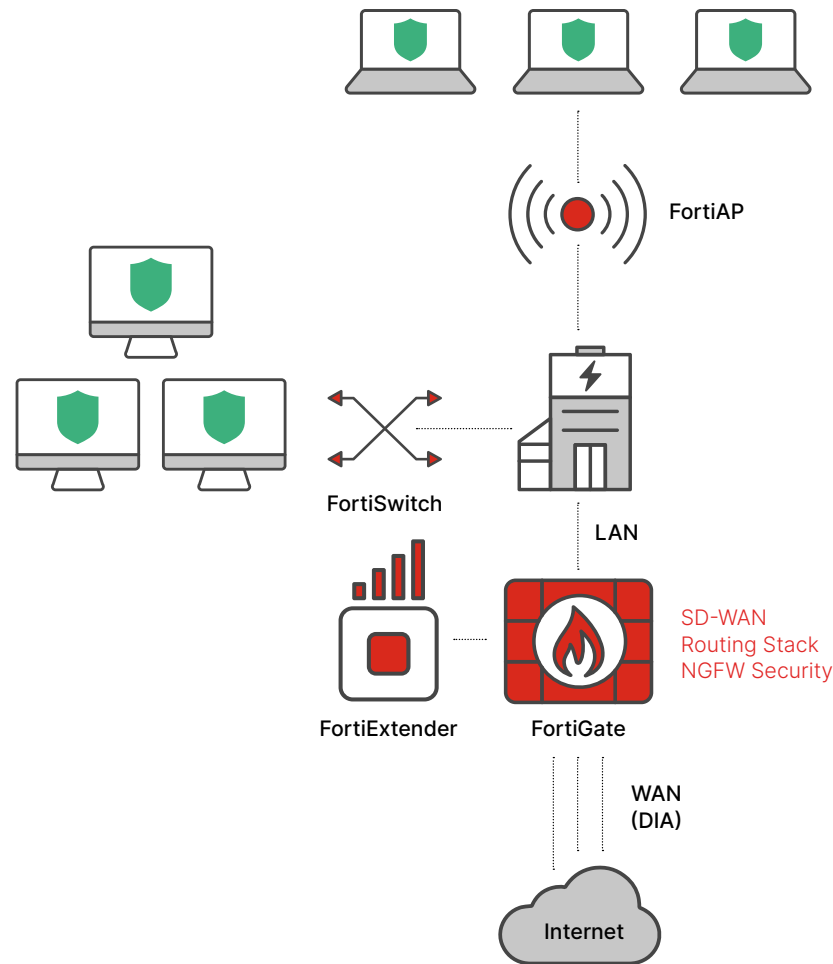 FortiAP
FortiSwitch
LAN
SD-WAN
Routing Stack
NGFW Security
FortiExtender
FortiGate
WAN
(DIA)
Internet